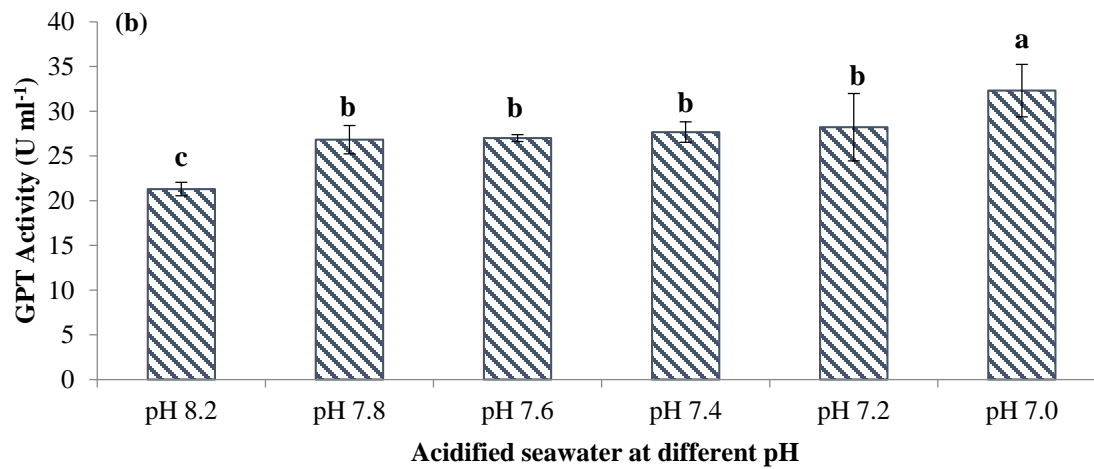 (b)
GPT Activity (U ml-1)
40
35
30
25
20
15
10
5
0
c
b
b
b
b
a
pH 8.2
pH 7.8
pH 7.6
pH 7.4
pH 7.2
pH 7.0
Acidified seawater at different pH